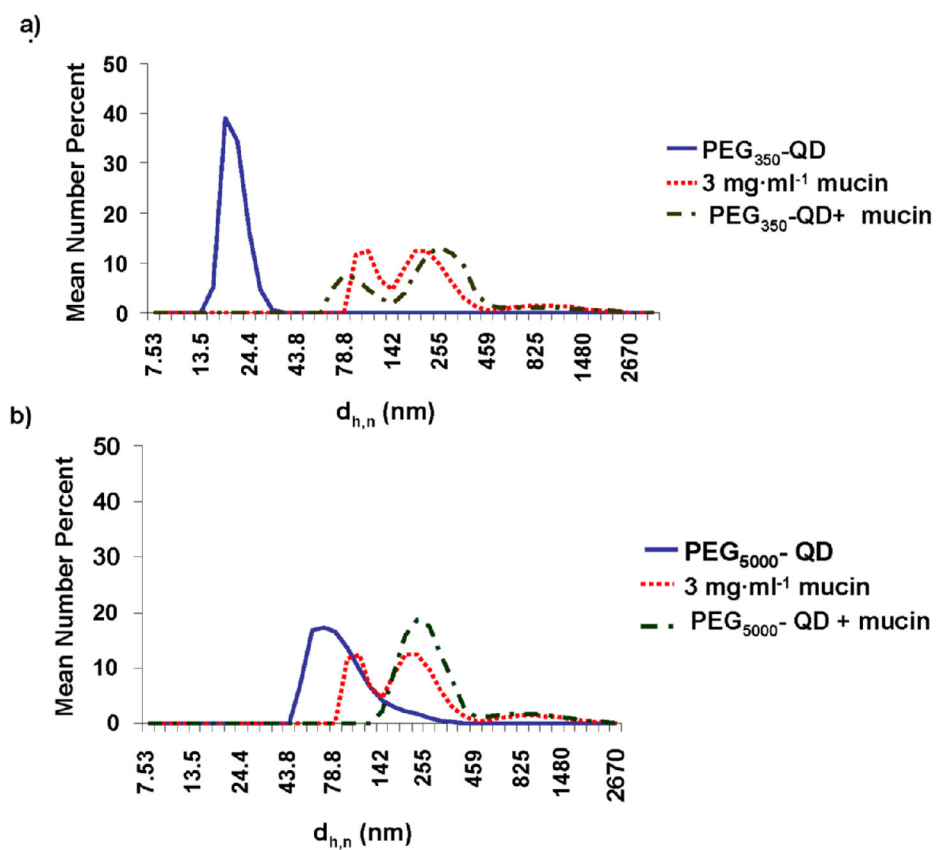 a)
.
50
40
30
20
10
0
Mean Number Percent
7.53
13.5
24.4
43.8
78.8
142
255
459
825
1480
2670
d h,n (nm)
PEG350-QD
3 mg·ml-1 mucin
PEG350-QD+ mucin
b)
50
40
30
20
10
0
Mean Number Percent
7.53
13.5
24.4
43.8
78.8
142
255
459
825
1480
2670
d h,n (nm)
PEG5000- QD
3 mg·ml-1 mucin
PEG5000- QD + mucin